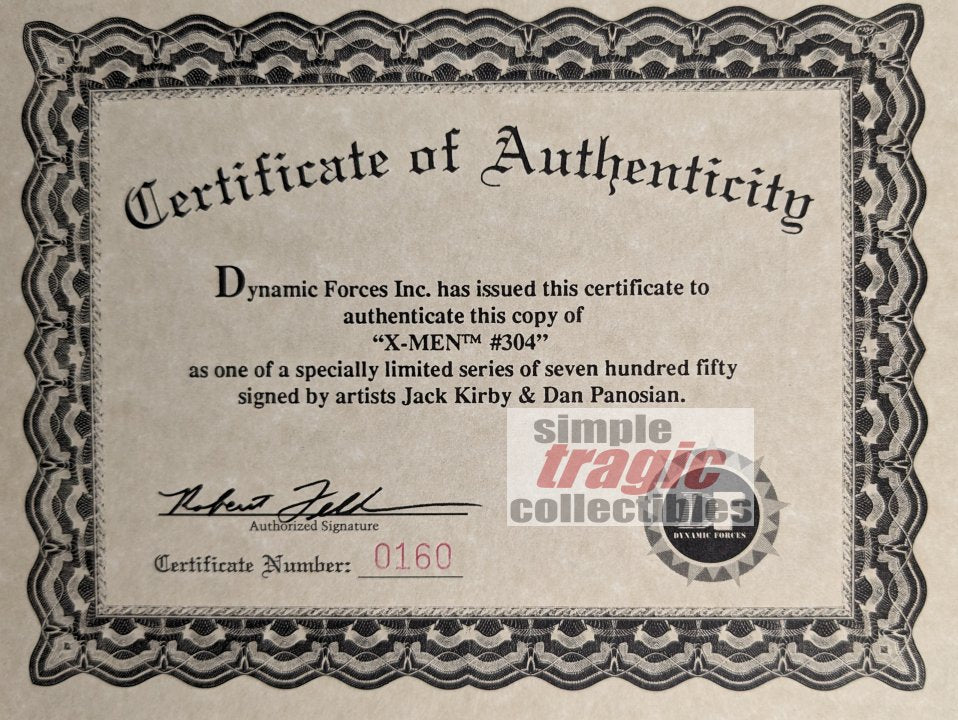 Certificate of Authenticity
Dynamic Forces Inc. has issued this certificate to
authenticate this copy of
“X-MEN™ #304”
as one of a specially limited series of seven hundred fifty
signed by artists Jack Kirby & Dan Panosian.
simple
tragic
collectibles
DYNAMIC FORCES
Robert
Authorized Signature
Certificate Number: 0160